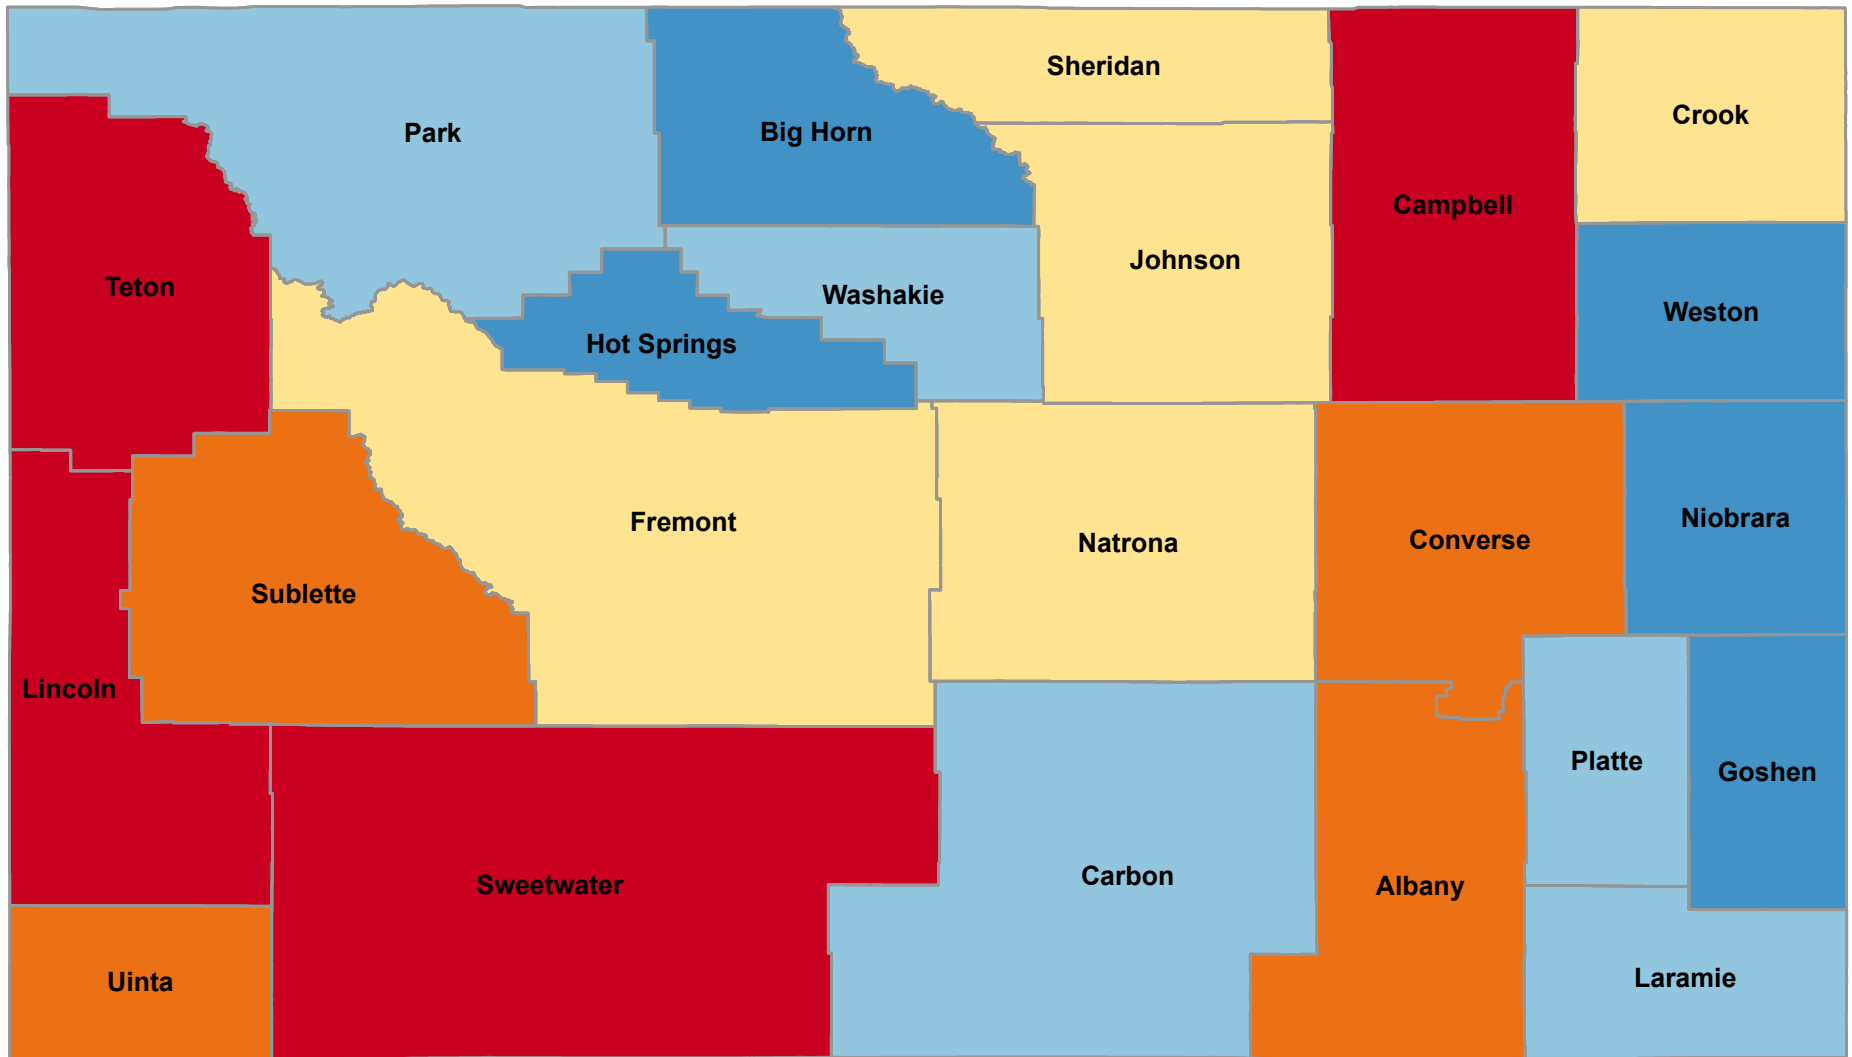 Sheridan
Crook
Park
Big Horn
Campbell
Johnson
Teton
Washakie
Weston
Hot Springs
Niobrara
Fremont
Converse
Natrona
Sublette
Lincoln
Platte
Goshen
Carbon
Sweetwater
Albany
Laramie
Uinta